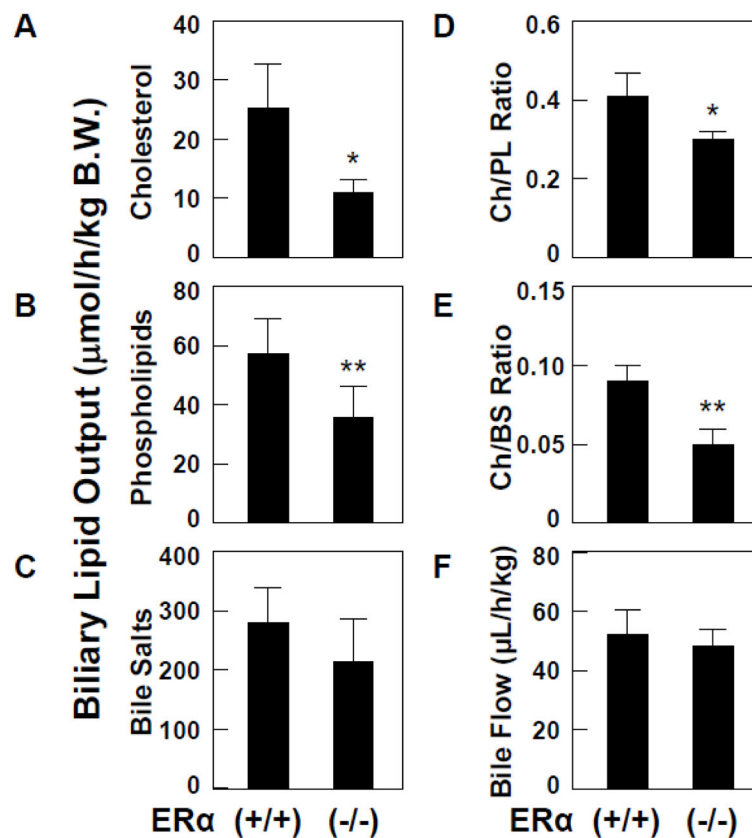 A
Biliary Lipid Output (μmol/h/kg B.W.)
Cholesterol
40
30
20
10
0
*
B
Phospholipids
80
60
40
20
0
**
C
Bile Salts
400
300
200
100
0
D
Ch/PL Ratio
0.6
0.4
0.2
0
*
E
Ch/BS Ratio
0.15
0.10
0.05
0
**
F
Bile Flow (μL/h/kg)
80
60
40
20
0
ERα (+/+) (-/-) (+/+) (-/-)